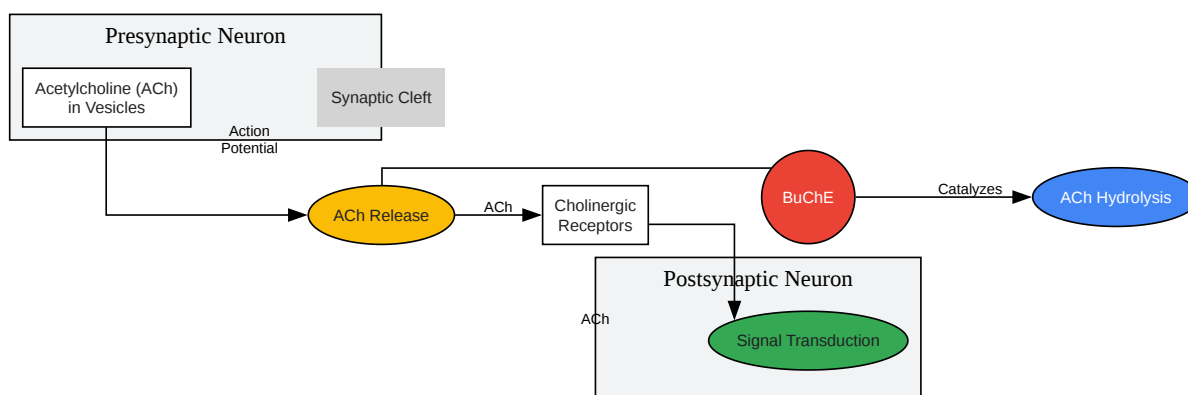 Presynaptic Neuron
Acetylcholine (ACh)
in Vesicles
Synaptic Cleft
Action
Potential
ACh Release
ACh
Cholinergic
Receptors
BuChE
Catalyzes
ACh Hydrolysis
Postsynaptic Neuron
ACh
Signal Transduction